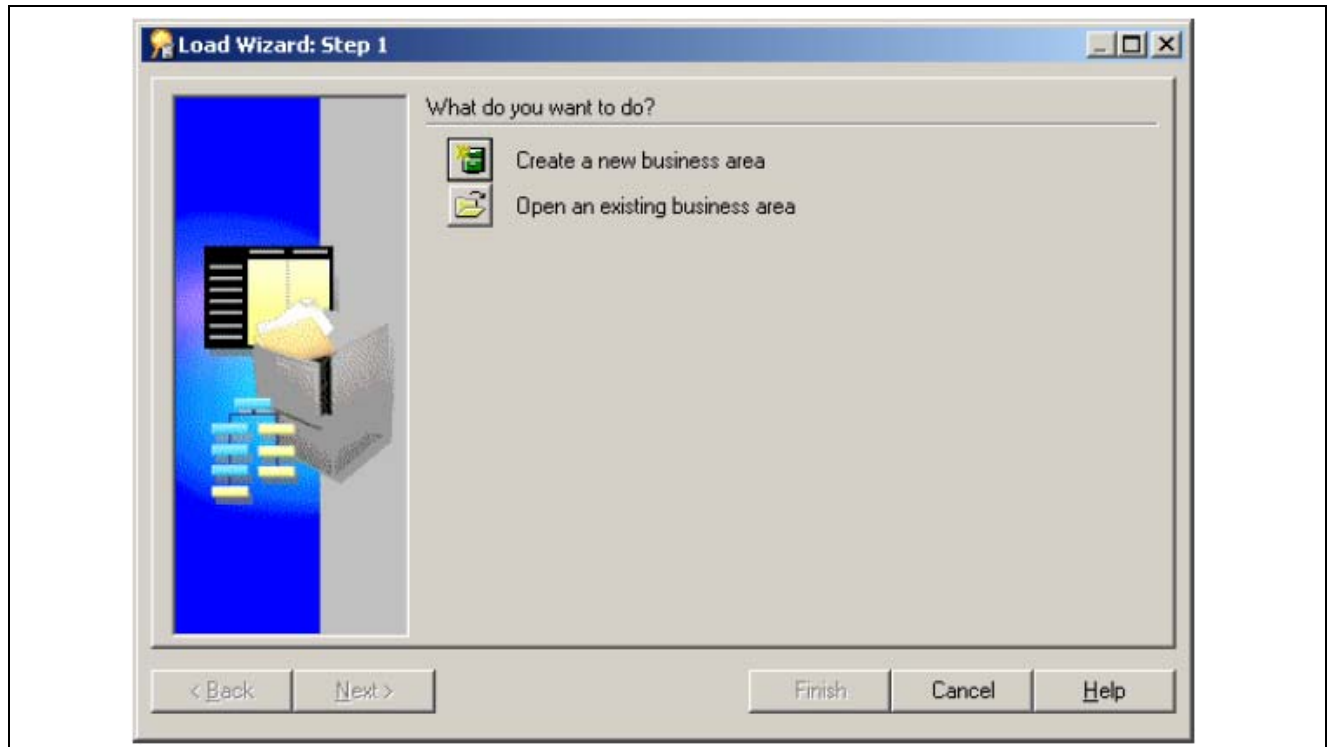 Load Wizard: Step 1
What do you want to do?
Create a new business area
Open an existing business area
< Back Next > Finish Cancel Help